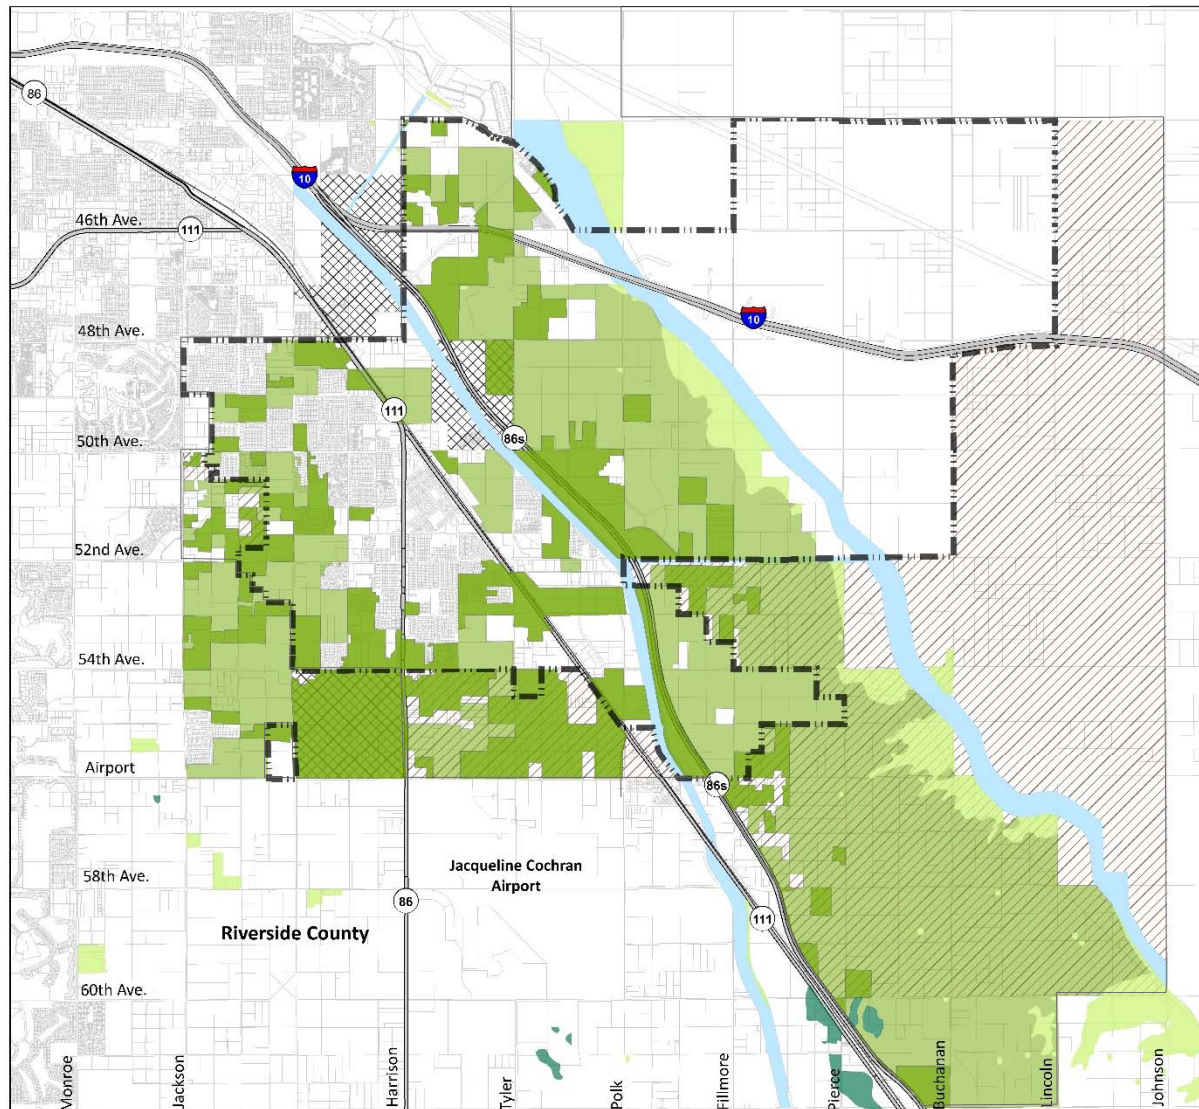 86
10
46th Ave.
111
48th Ave.
10
111
50th Ave.
86s
52nd Ave.
54th Ave.
Airport
86s
58th Ave.
Jacqueline Cochran
Airport
86
111
Riverside County
60th Ave.
Monroe
Jackson
Harrison
Tyler
Polk
Fillmore
Pierce
Buchanan
Lincoln
Johnson